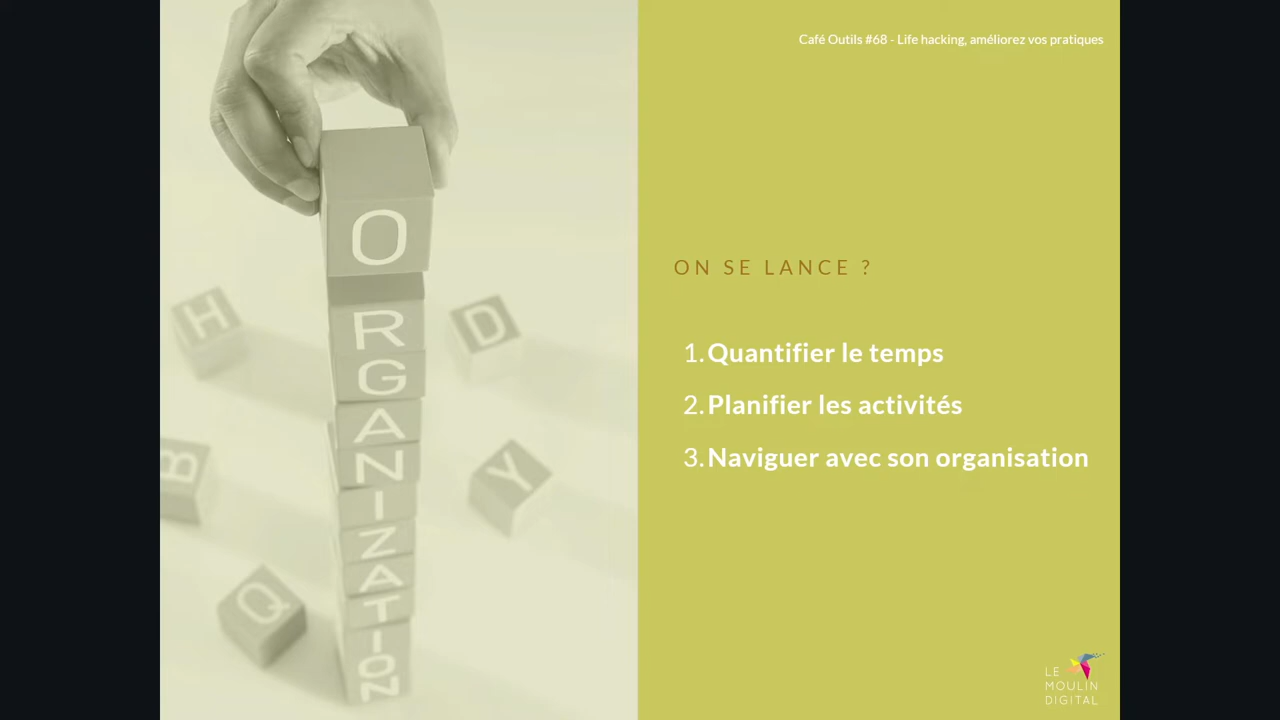 Café Outils #68 - Life hacking, améliorez vos pratiques
O
R
G
A
N
I
Z
A
T
I
O
N
H
D
B
Y
Q
ON SE LANCE ?
1. Quantifier le temps
2. Planifier les activités
3. Naviguer avec son organisation
LE
MOULIN
DIGITAL